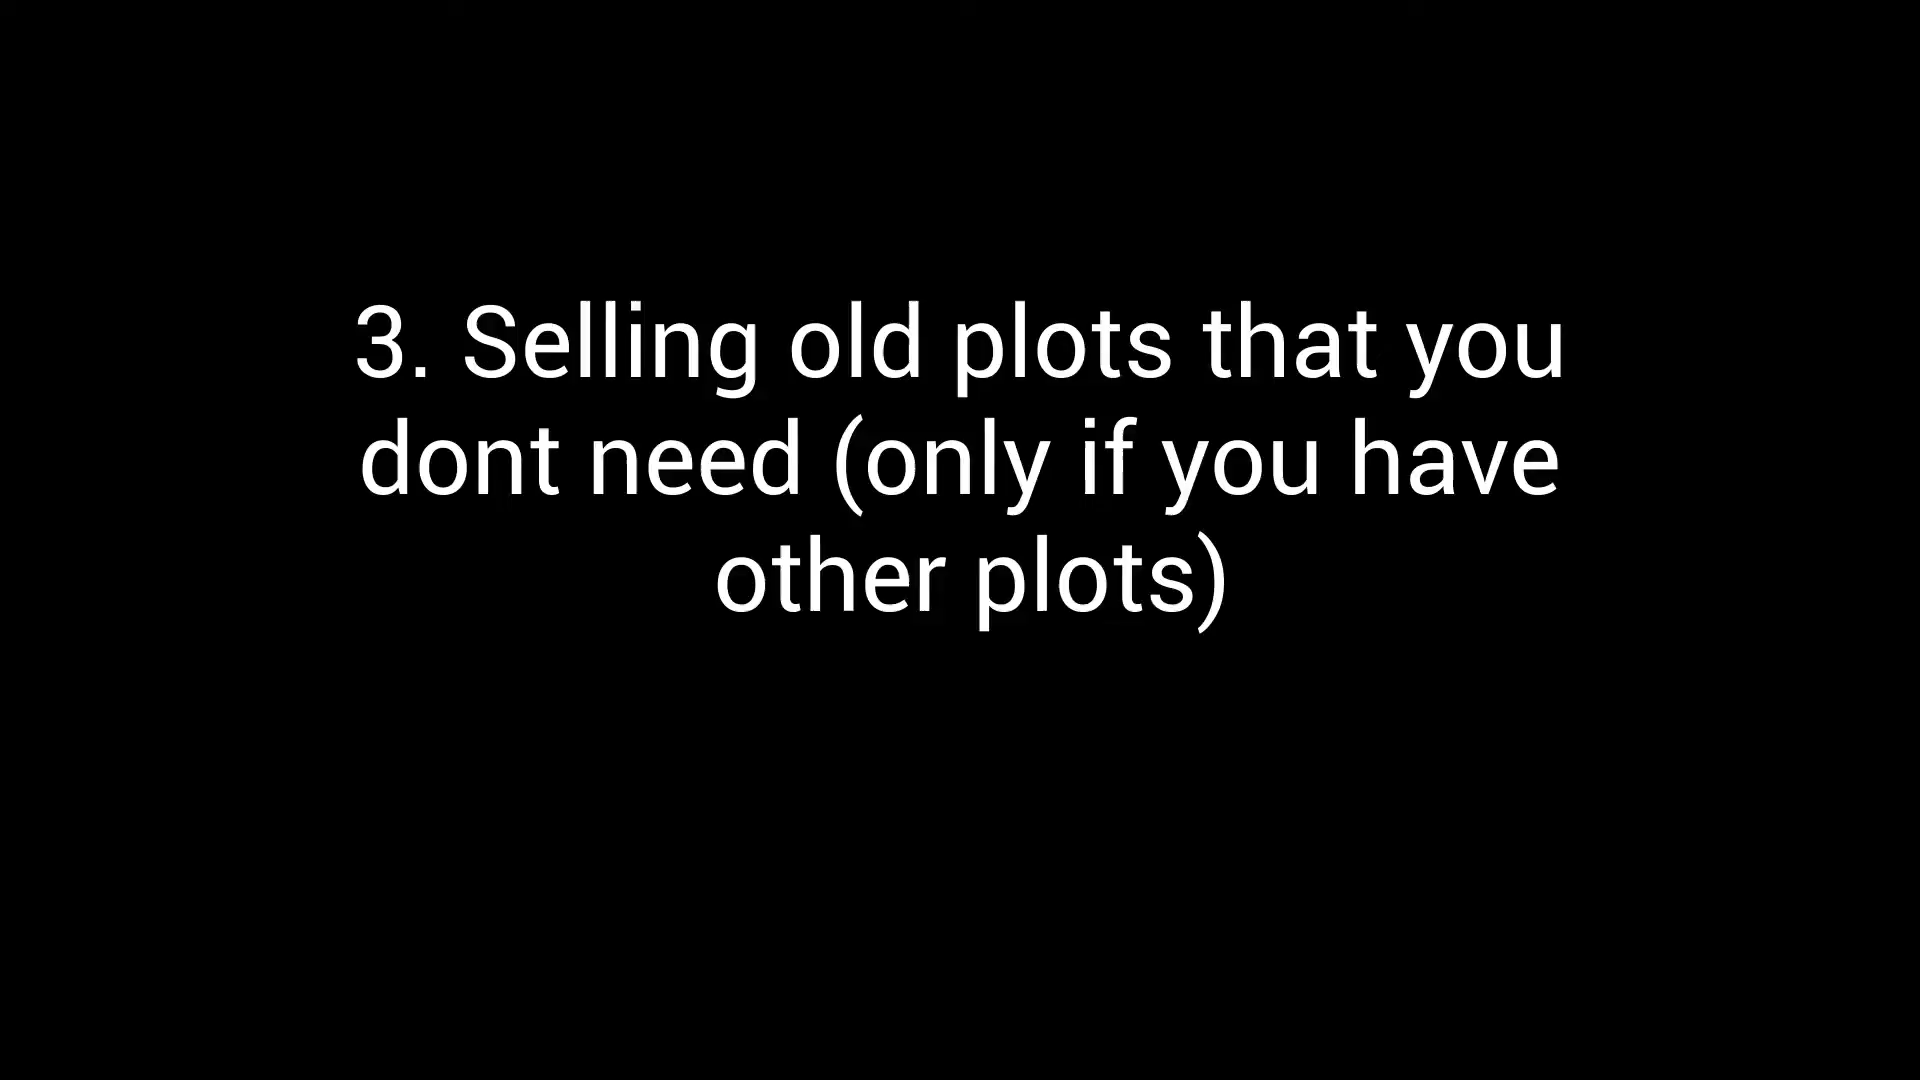 3. Selling old plots that you
dont need (only if you have
other plots)